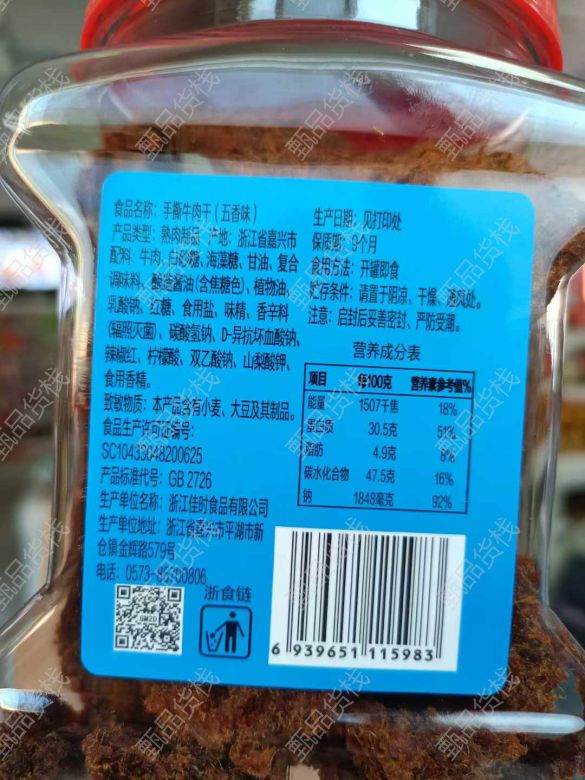 食品名称：手撕牛肉干（五香味）
产品类型：熟肉制品 产地：浙江省嘉兴市
配料：牛肉、白砂糖、海藻糖、甘油、复合
调味料、酿造酱油(含焦糖色)、植物油、
乳酸钠、红糖、食用盐、味精、香辛料
(辐照灭菌)、碳酸氢钠、D-异抗坏血酸钠、
辣椒红、柠檬酸、双乙酸钠、山梨酸钾、
食用香精。
致敏物质：本产品含有小麦、大豆及其制品。
食品生产许可证编号：
SC10433048200625
产品标准代号：GB 2726
生产单位名称：浙江佳时食品有限公司
生产单位地址：浙江省嘉兴市平湖市新
仓镇金辉路579号
电话：0573-85700806
浙食链
GM2D
生产日期：见打印处
保质期：9个月
食用方法：开罐即食
贮存条件：请置于阴凉、干燥、通风处。
注意：启封后妥善密封、严防受潮。
营养成分表
项目 每100克 营养素参考值%
能量 1507千焦 18%
蛋白质 30.5克 51%
脂肪 4.9克 8%
碳水化合物 47.5克 16%
钠 1848毫克 92%
6 939651 115983
甄品货栈